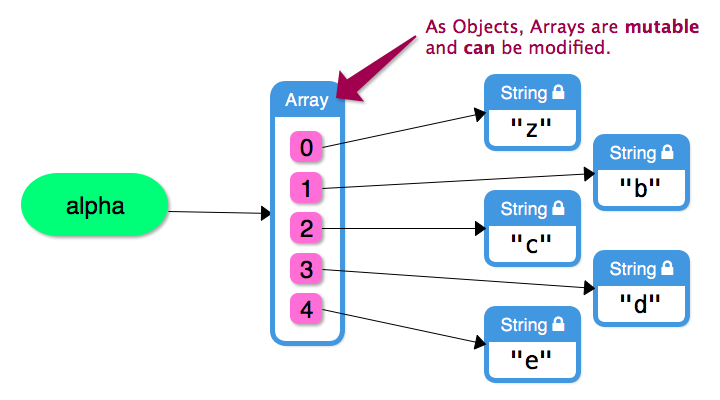 As Objects, Arrays are mutable
and can be modified.
alpha
Array
0
1
2
3
4
String
"z"
String
"b"
String
"c"
String
"d"
String
"e"